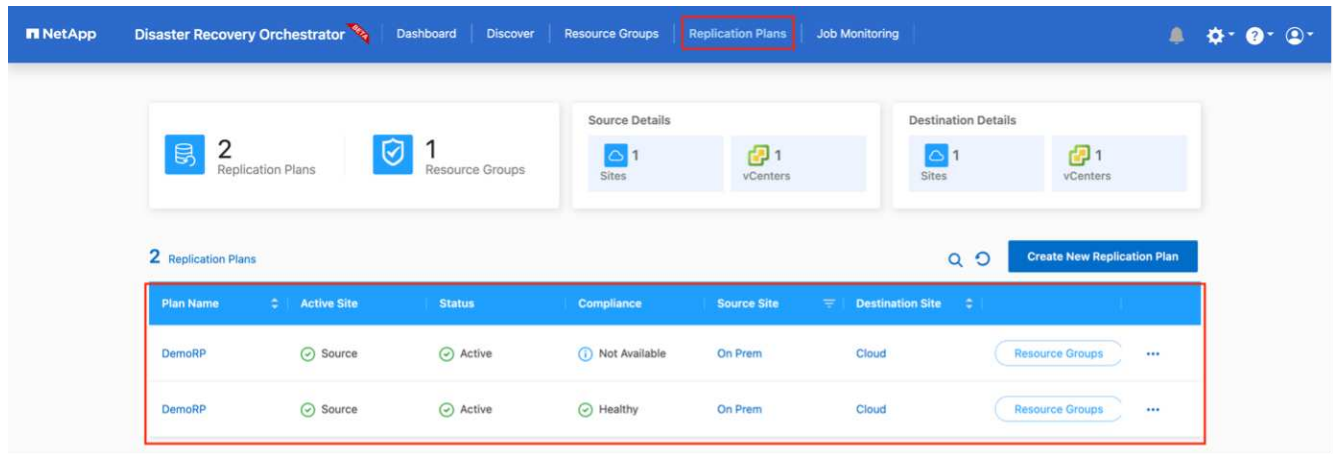 NetApp Disaster Recovery Orchestrator BETA Dashboard Discover Resource Groups Replication Plans Job Monitoring
Source Details Destination Details
2 Replication Plans 1 Resource Groups 1 Sites 1 vCenters 1 Sites 1 vCenters
2 Replication Plans Create New Replication Plan
Plan Name Active Site Status Compliance Source Site Destination Site
DemoRP Source Active Not Available On Prem Cloud Resource Groups ...
DemoRP Source Active Healthy On Prem Cloud Resource Groups ...